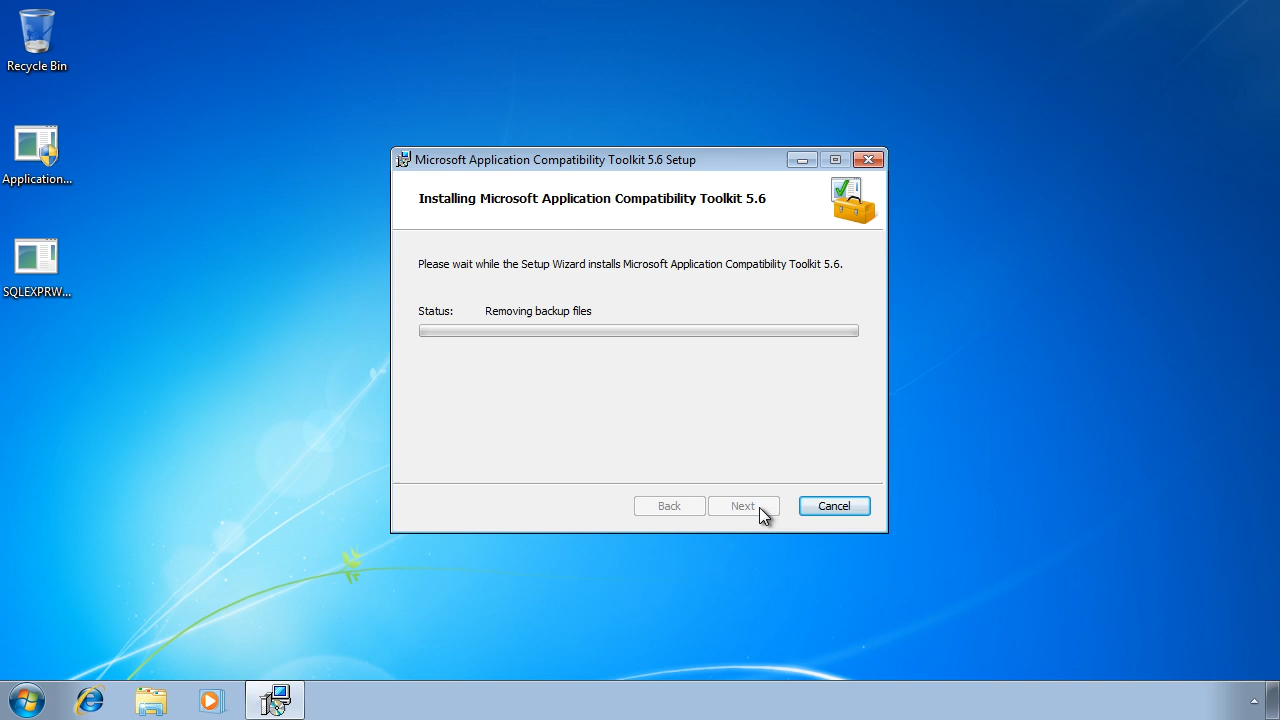 Recycle Bin
Application...
SQLEXPRW...
Microsoft Application Compatibility Toolkit 5.6 Setup
Installing Microsoft Application Compatibility Toolkit 5.6
Please wait while the Setup Wizard installs Microsoft Application Compatibility Toolkit 5.6.
Status: Removing backup files
Back Next Cancel